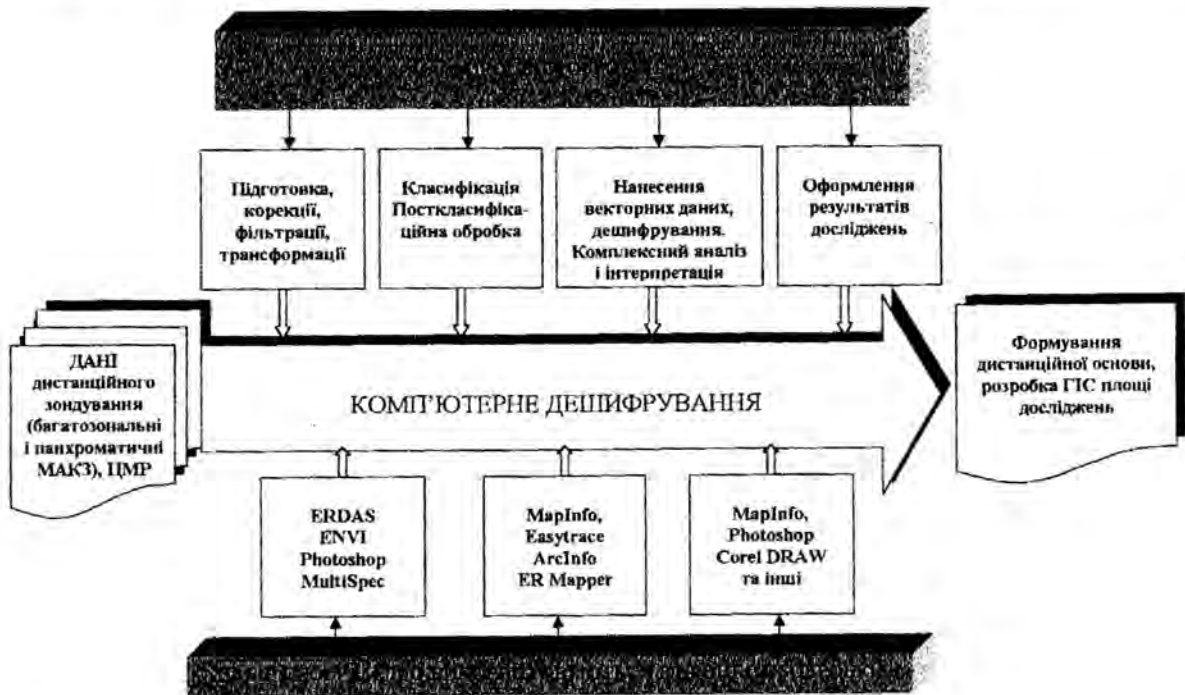 Підготовка,
корекції,
фільтрації,
трансформації
Класифікація
Посткласифіка-
ційна обробка
Нанесення
векторних даних,
дешифрування.
Комплексний аналіз
і інтерпретація
Оформлення
результатів
досліджень
ДАНІ
дистанційного
зондування
(багатозональні
і панхроматичні
МАКЗ), ЦМР
КОМП'ЮТЕРНЕ ДЕШИФРУВАННЯ
Формування
дистанційної основи,
розробка ГІС площі
досліджень
ERDAS
ENVI
Photoshop
MultiSpec
MapInfo,
Easytrace
ArcInfo
ER Mapper
MapInfo,
Photoshop
Corel DRAW
та інші